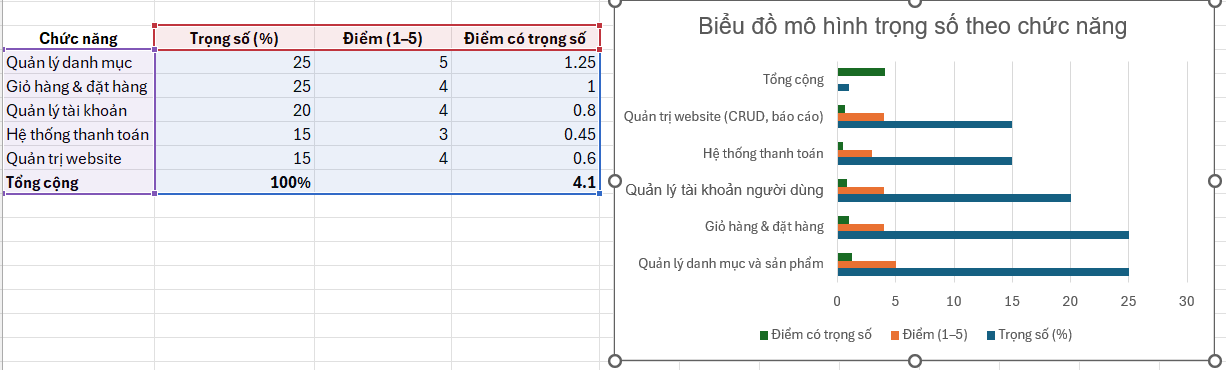 Chức năng Trọng số (%) Điểm (1–5) Điểm có trọng số
Quản lý danh mục 25 5 1.25
Giỏ hàng & đặt hàng 25 4 1
Quản lý tài khoản 20 4 0.8
Hệ thống thanh toán 15 3 0.45
Quản trị website 15 4 0.6
Tổng cộng 100% 4.1
Biểu đồ mô hình trọng số theo chức năng
Tổng cộng
Quản trị website (CRUD, báo cáo)
Hệ thống thanh toán
Quản lý tài khoản người dùng
Giỏ hàng & đặt hàng
Quản lý danh mục và sản phẩm
0 5 10 15 20 25 30
Điểm có trọng số Điểm (1–5) Trọng số (%)